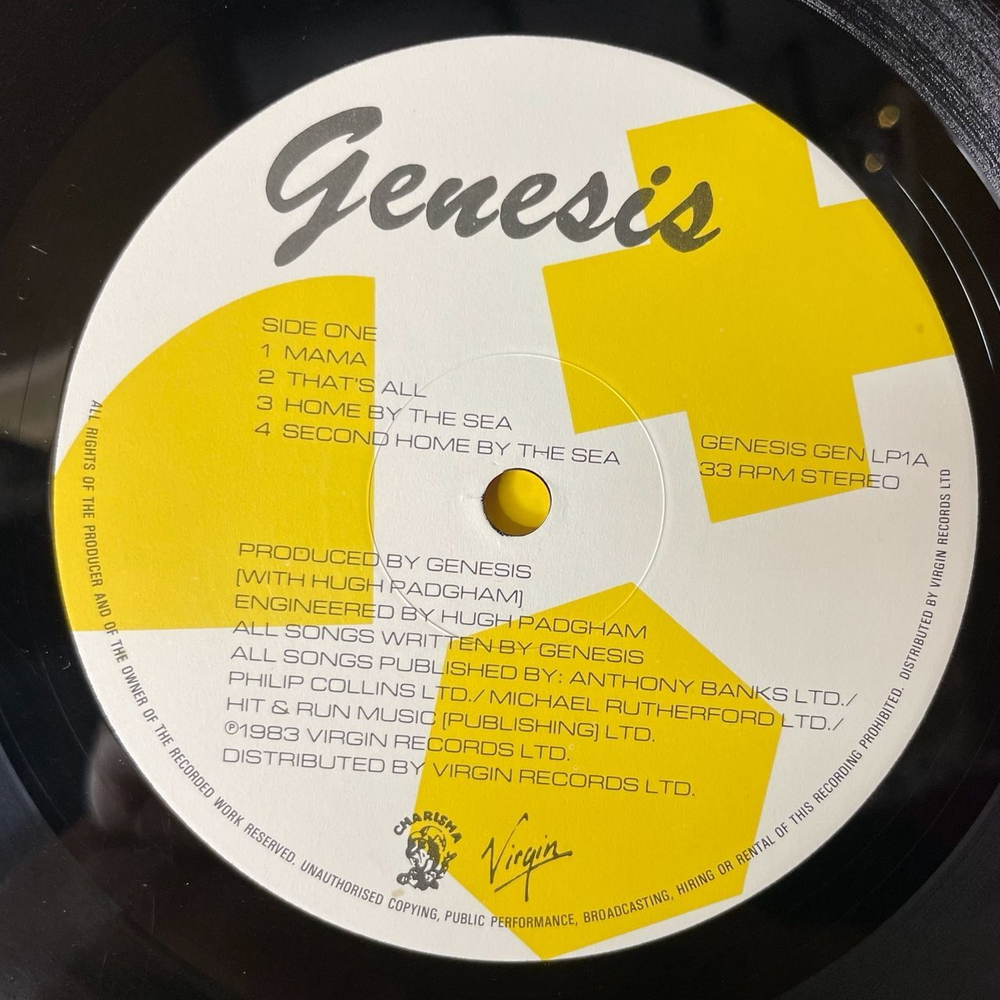 Genesis
SIDE ONE
1 MAMA
2 THAT'S ALL
3 HOME BY THE SEA
4 SECOND HOME BY THE SEA
GENESIS GEN LP1A
33 RPM STEREO
PRODUCED BY GENESIS
[WITH HUGH PADGHAM]
ENGINEERED BY HUGH PADGHAM
ALL SONGS WRITTEN BY GENESIS
ALL SONGS PUBLISHED BY: ANTHONY BANKS LTD./
PHILIP COLLINS LTD./ MICHAEL RUTHERFORD LTD./
HIT & RUN MUSIC [PUBLISHING] LTD.
℗1983 VIRGIN RECORDS LTD.
DISTRIBUTED BY VIRGIN RECORDS LTD.
CHARISMA
Virgin
ALL RIGHTS OF THE PRODUCER AND OF THE OWNER OF THE RECORDED WORK RESERVED, UNAUTHORISED COPYING, PUBLIC PERFORMANCE, BROADCASTING, HIRING OR RENTAL OF THIS RECORDING PROHIBITED. DISTRIBUTED BY VIRGIN RECORDS LTD